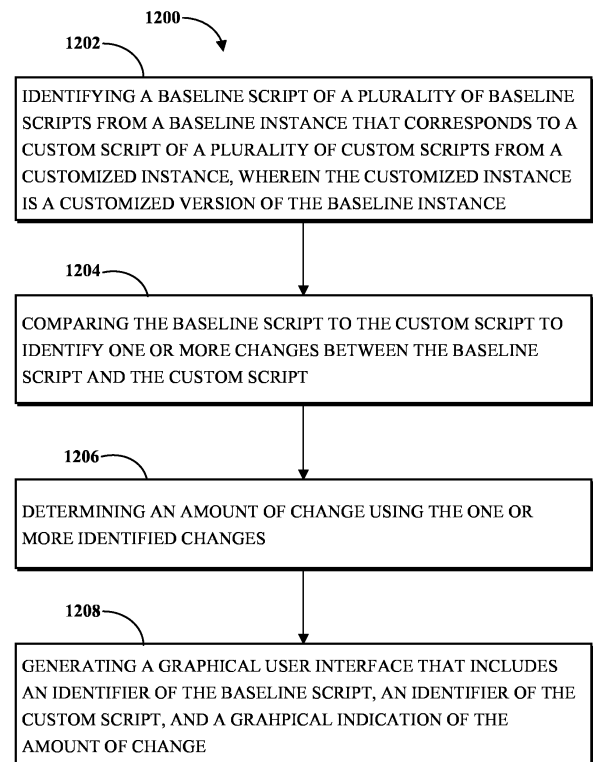 1200
1202
IDENTIFYING A BASELINE SCRIPT OF A PLURALITY OF BASELINE
SCRIPTS FROM A BASELINE INSTANCE THAT CORRESPONDS TO A
CUSTOM SCRIPT OF A PLURALITY OF CUSTOM SCRIPTS FROM A
CUSTOMIZED INSTANCE, WHEREIN THE CUSTOMIZED INSTANCE
IS A CUSTOMIZED VERSION OF THE BASELINE INSTANCE
1204
COMPARING THE BASELINE SCRIPT TO THE CUSTOM SCRIPT TO
IDENTIFY ONE OR MORE CHANGES BETWEEN THE BASELINE
SCRIPT AND THE CUSTOM SCRIPT
1206
DETERMINING AN AMOUNT OF CHANGE USING THE ONE OR
MORE IDENTIFIED CHANGES
1208
GENERATING A GRAPHICAL USER INTERFACE THAT INCLUDES
AN IDENTIFIER OF THE BASELINE SCRIPT, AN IDENTIFIER OF THE
CUSTOM SCRIPT, AND A GRAHPICAL INDICATION OF THE
AMOUNT OF CHANGE